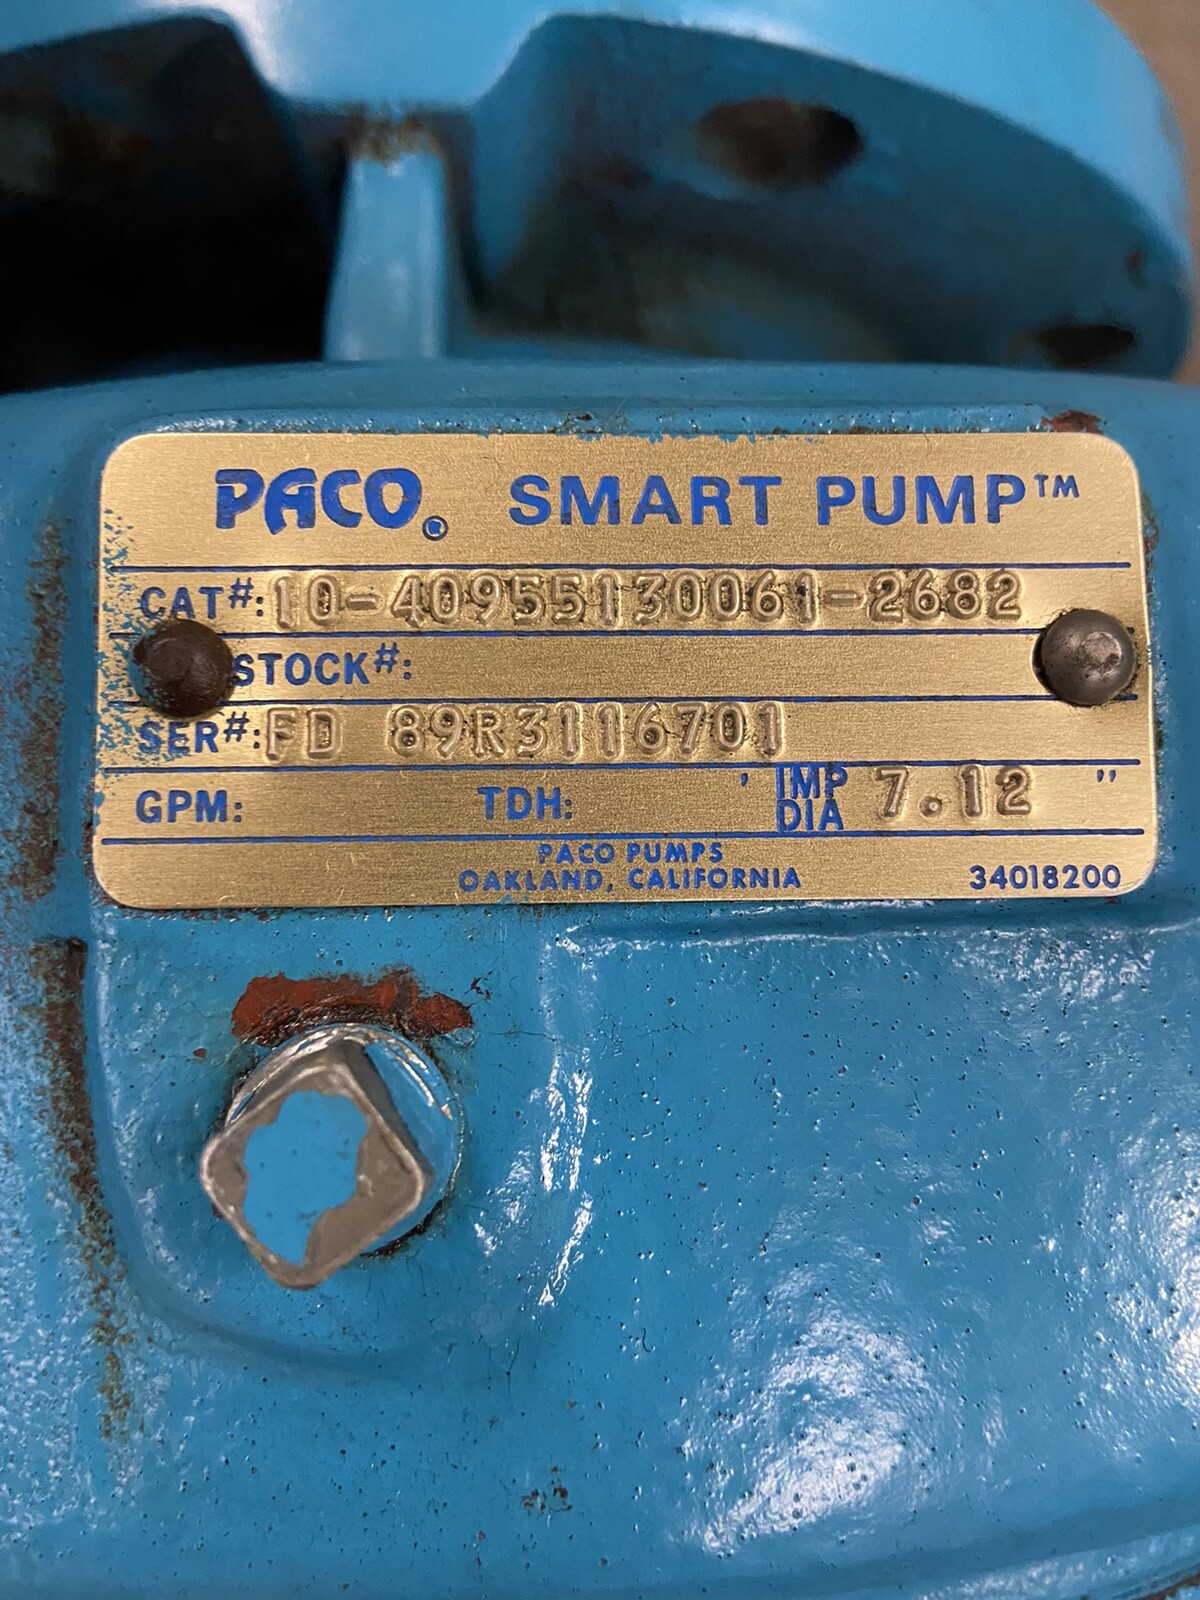 PACO® SMART PUMP™
CAT#: 10-40955130061-2682
STOCK#:
SER#: FD 89R3116701
GPM: TDH: ' IMP DIA 7.12 "
PACO PUMPS
OAKLAND, CALIFORNIA 34018200